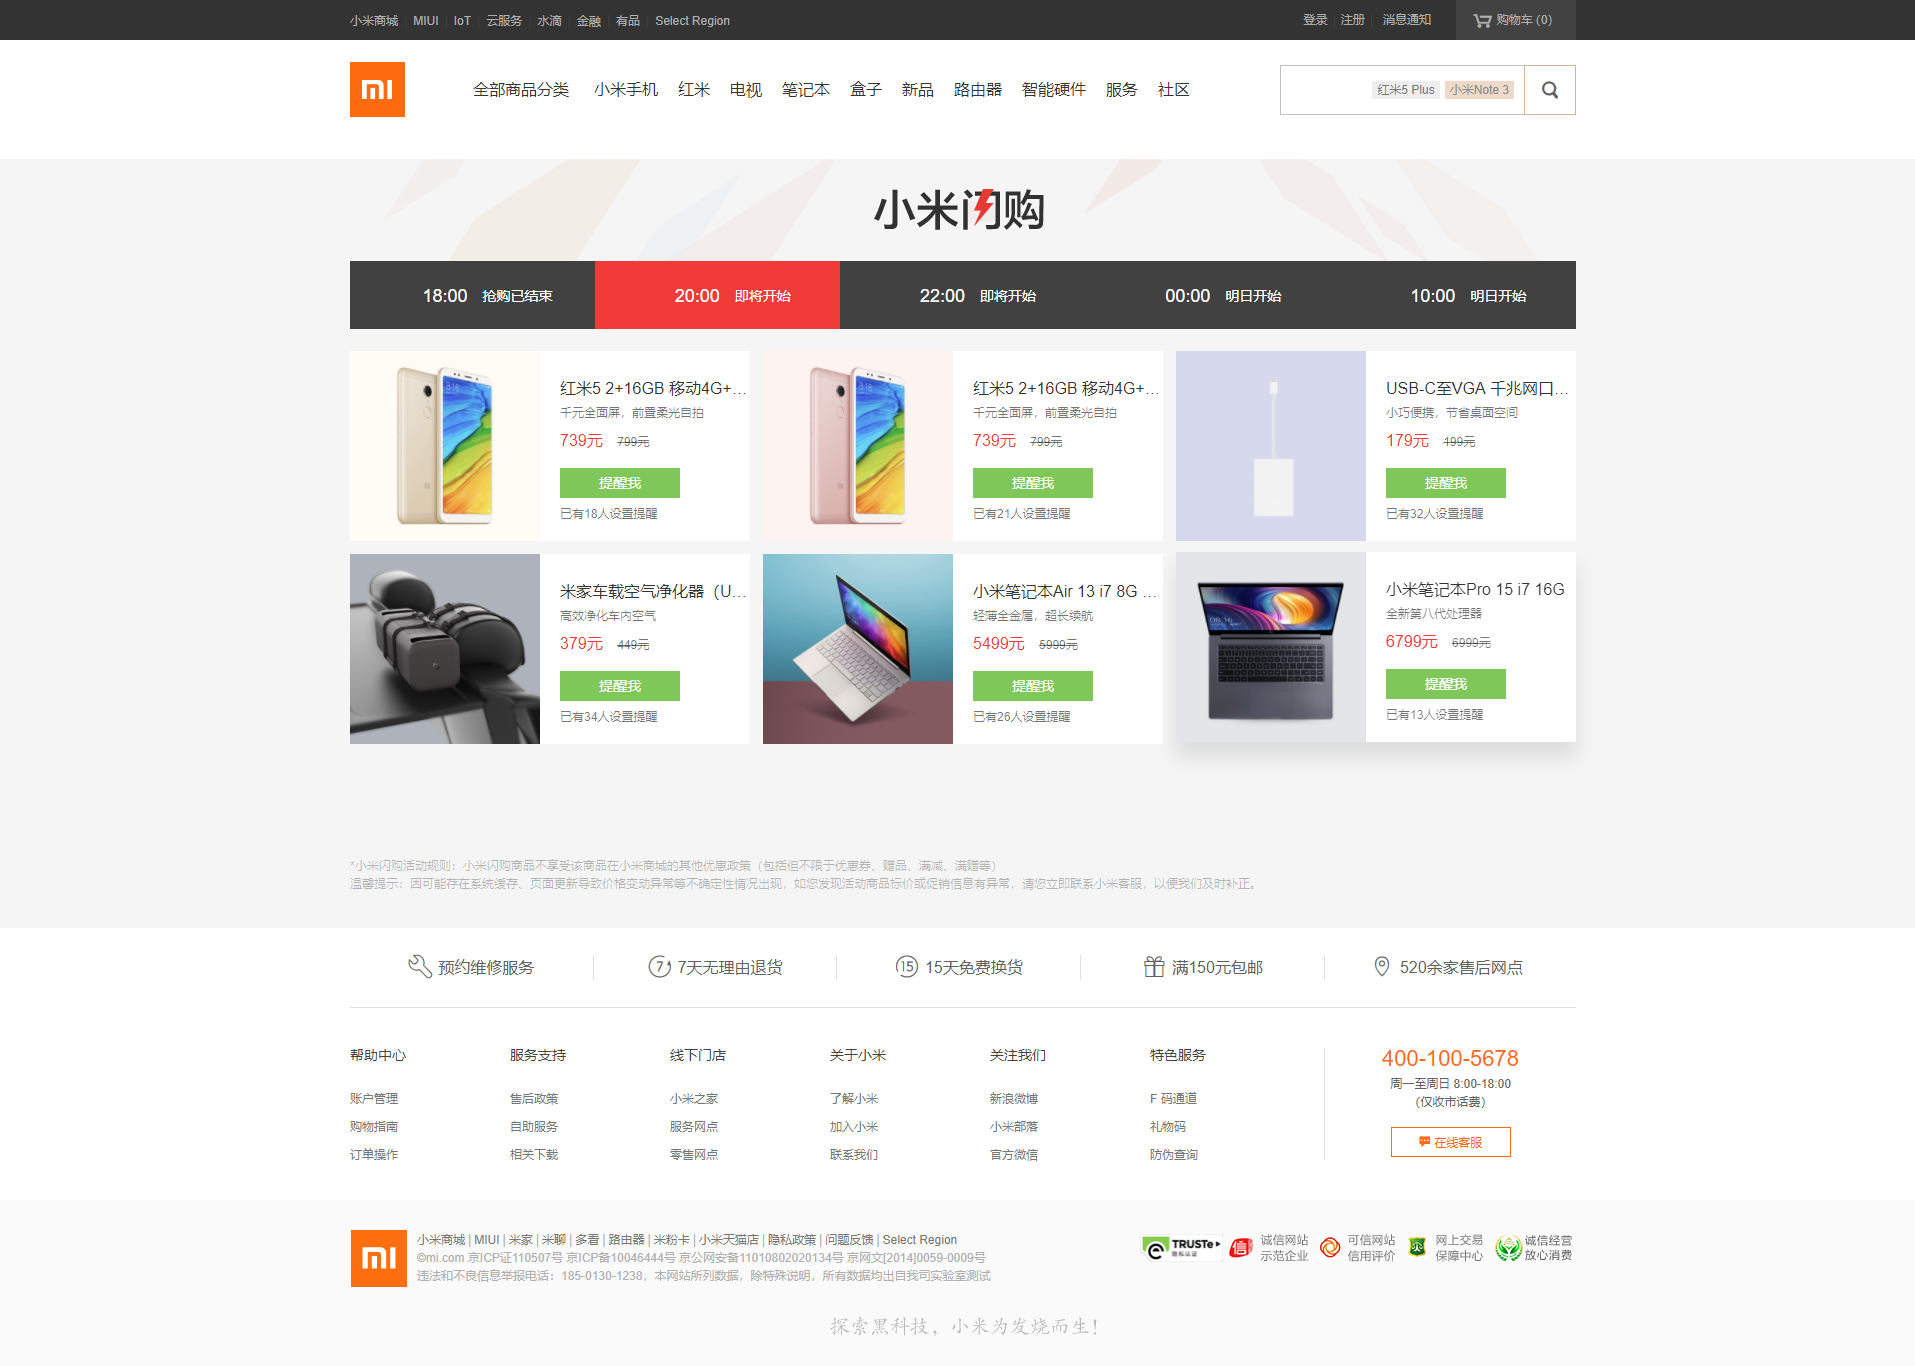 小米商城 | MIUI | IoT | 云服务 | 水滴 | 金融 | 有品 | Select Region
登录 | 注册 | 消息通知 购物车 (0)
mi 全部商品分类 小米手机 红米 电视 笔记本 盒子 新品 路由器 智能硬件 服务 社区
红米5 Plus 小米Note 3
小米闪购
18:00 抢购已结束 20:00 即将开始 22:00 即将开始 00:00 明日开始 10:00 明日开始
红米5 2+16GB 移动4G+...
千元全面屏，前置柔光自拍
739元 799元
提醒我
已有18人设置提醒
红米5 2+16GB 移动4G+...
千元全面屏，前置柔光自拍
739元 799元
提醒我
已有21人设置提醒
USB-C至VGA 千兆网口...
小巧便携，节省桌面空间
179元 199元
提醒我
已有32人设置提醒
米家车载空气净化器（U...
高效净化车内空气
379元 449元
提醒我
已有34人设置提醒
小米笔记本Air 13 i7 8G ...
轻薄全金属，超长续航
5499元 5999元
提醒我
已有26人设置提醒
小米笔记本Pro 15 i7 16G
全新第八代处理器
6799元 6999元
提醒我
已有13人设置提醒
*小米闪购活动规则：小米闪购商品不享受该商品在小米商城的其他优惠政策（包括但不限于优惠券、赠品、满减、满赠等）
温馨提示：因可能存在系统缓存、页面更新导致价格变动异常等不确定性情况出现，如您发现活动商品标价或促销信息有异常，请您立即联系小米客服，以便我们及时补正。
预约维修服务 7 7天无理由退货 15 15天免费换货 满150元包邮 520余家售后网点
帮助中心 服务支持 线下门店 关于小米 关注我们 特色服务
账户管理 售后政策 小米之家 了解小米 新浪微博 F 码通道
购物指南 自助服务 服务网点 加入小米 小米部落 礼物码
订单操作 相关下载 零售网点 联系我们 官方微信 防伪查询
400-100-5678
周一至周日 8:00-18:00
（仅收市话费）
在线客服
mi
小米商城 | MIUI | 米家 | 米聊 | 多看 | 路由器 | 米粉卡 | 小米天猫店 | 隐私政策 | 问题反馈 | Select Region
©mi.com 京ICP证110507号 京ICP备10046444号 京公网安备11010802020134号 京网文[2014]0059-0009号
违法和不良信息举报电话：185-0130-1238，本网站所列数据，除特殊说明，所有数据均出自我司实验室测试
TRUSTe
隐私认证
信 诚信网站
示范企业
可信网站
信用评价
网上交易
保障中心
诚信经营
放心消费
探索黑科技，小米为发烧而生！